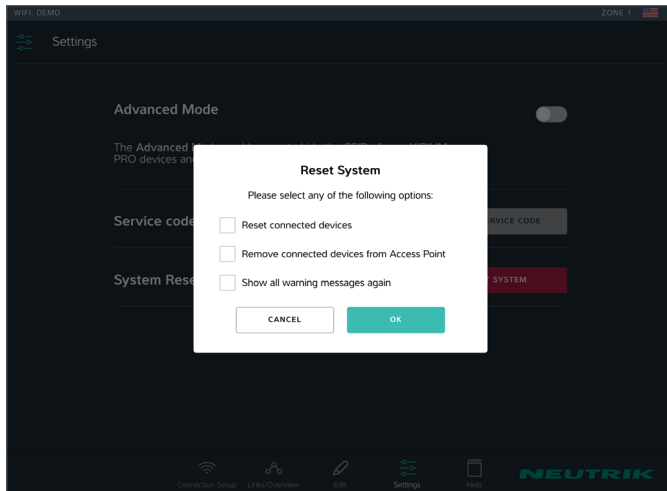 WIFI: DEMO
ZONE 1
Settings
Advanced Mode
The Advanced
PRO devices an
Reset System
Please select any of the following options:
Reset connected devices
Remove connected devices from Access Point
Show all warning messages again
CANCEL
OK
Service code
SERVICE CODE
System Rese
SYSTEM
Connection Setup
Links/Overview
Edit
Settings
Help
NEUTRIK